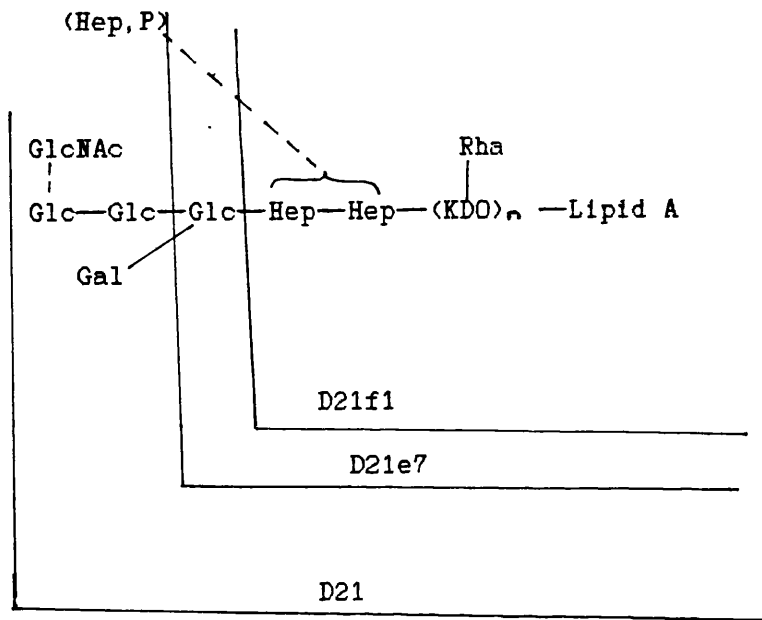 (Hep,P)
GlcNAc
Rha
Glc—Glc—Glc—Hep—Hep—(KDO)n—Lipid A
Gal
D21f1
D21e7
D21